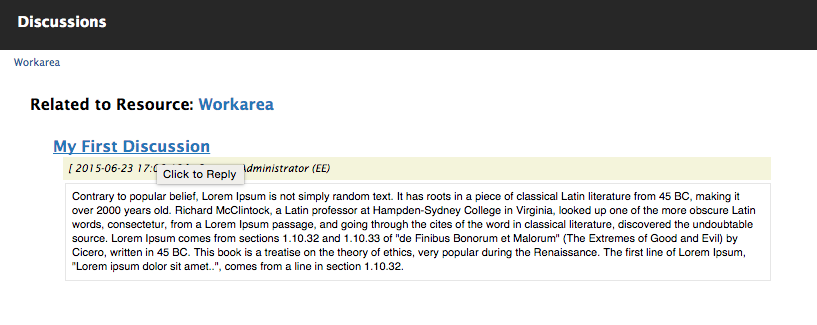 Discussions
Workarea
Related to Resource: Workarea
My First Discussion
[ 2015-06-23 17:0 Administrator (EE)
Click to Reply
Contrary to popular belief, Lorem Ipsum is not simply random text. It has roots in a piece of classical Latin literature from 45 BC, making it
over 2000 years old. Richard McClintock, a Latin professor at Hampden-Sydney College in Virginia, looked up one of the more obscure Latin
words, consectetur, from a Lorem Ipsum passage, and going through the cites of the word in classical literature, discovered the undoubtable
source. Lorem Ipsum comes from sections 1.10.32 and 1.10.33 of "de Finibus Bonorum et Malorum" (The Extremes of Good and Evil) by
Cicero, written in 45 BC. This book is a treatise on the theory of ethics, very popular during the Renaissance. The first line of Lorem Ipsum,
"Lorem ipsum dolor sit amet..", comes from a line in section 1.10.32.